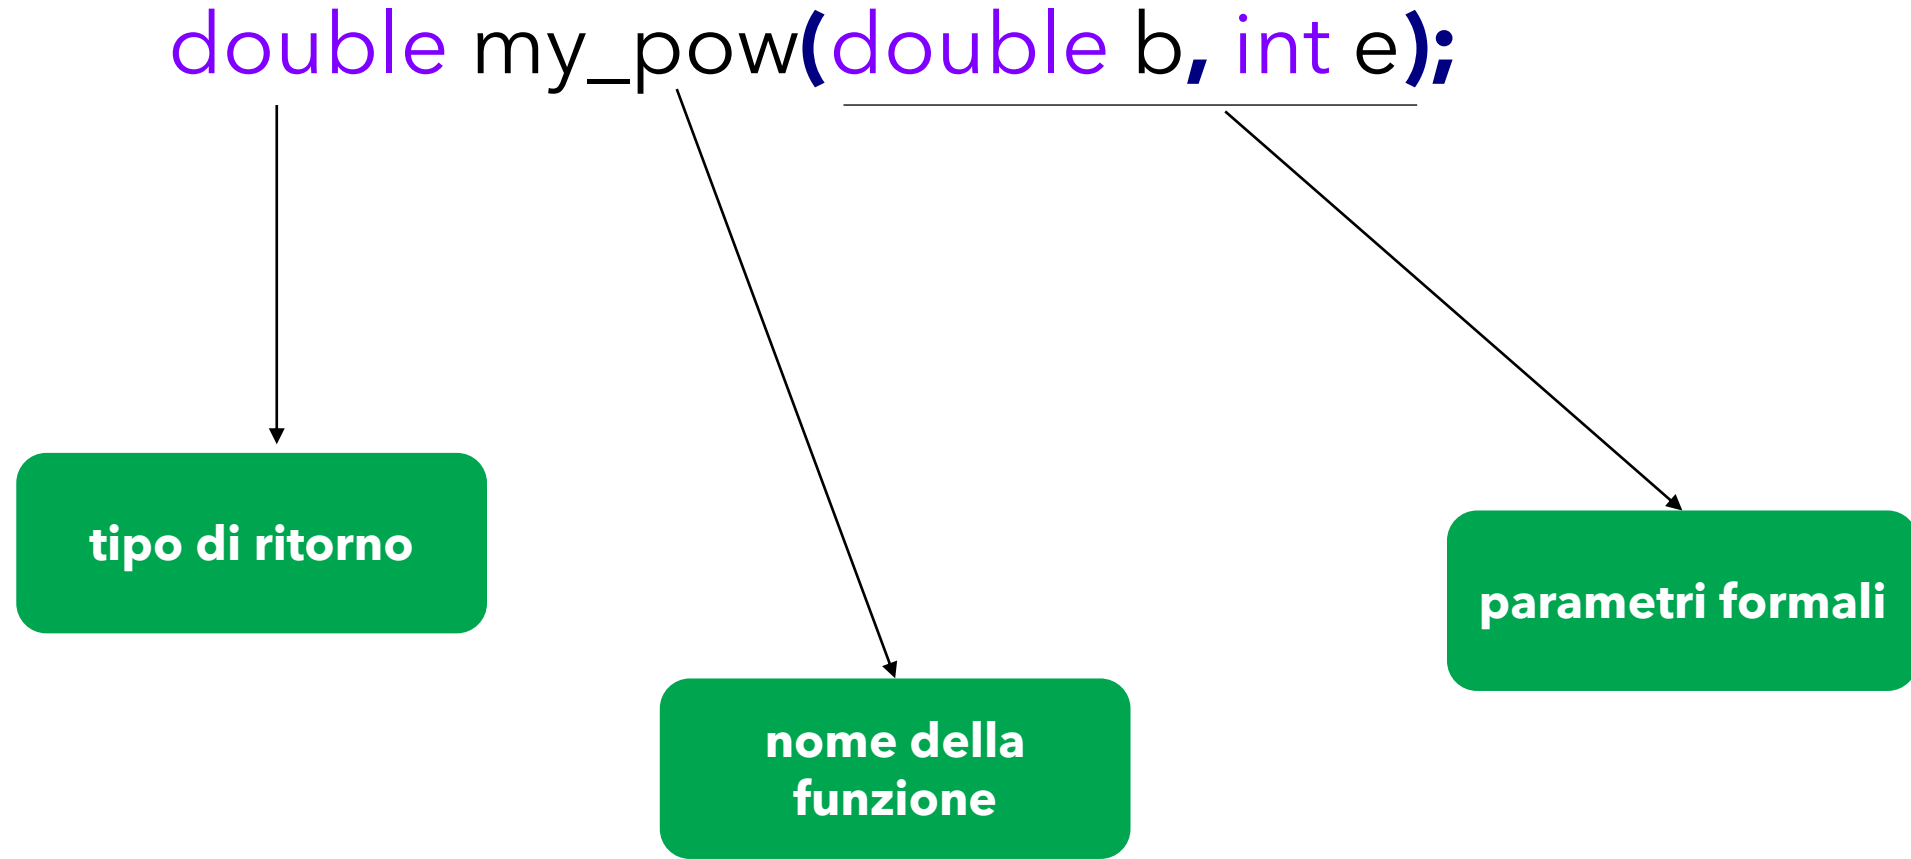 double my_pow(double b, int e);
tipo di ritorno
parametri formali
nome della
funzione